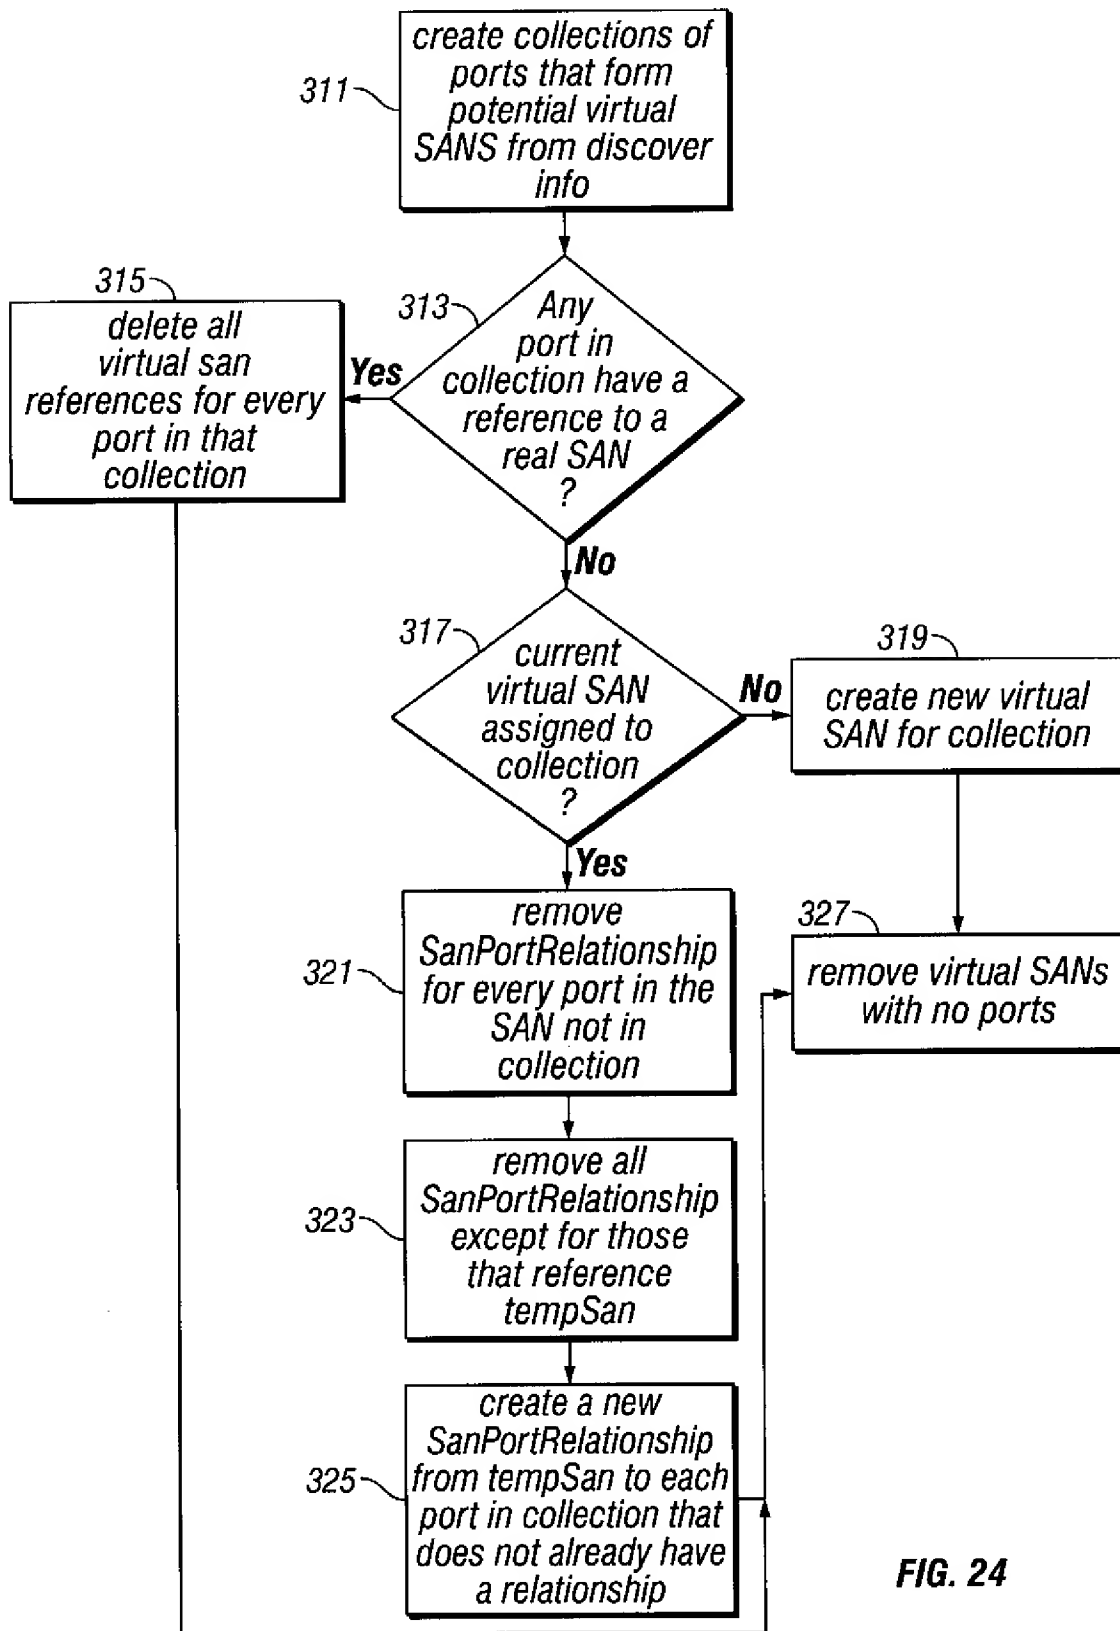 create collections of
ports that form
potential virtual
SANS from discover
info
311
315
delete all
virtual san
references for every
port in that
collection
313
Any
port in
collection have a
reference to a
real SAN
?
Yes
No
317
current
virtual SAN
assigned to
collection
?
No
319
create new virtual
SAN for collection
Yes
321
remove
SanPortRelationship
for every port in the
SAN not in
collection
327
remove virtual SANs
with no ports
323
remove all
SanPortRelationship
except for those
that reference
tempSan
325
create a new
SanPortRelationship
from tempSan to each
port in collection that
does not already have
a relationship
FIG. 24